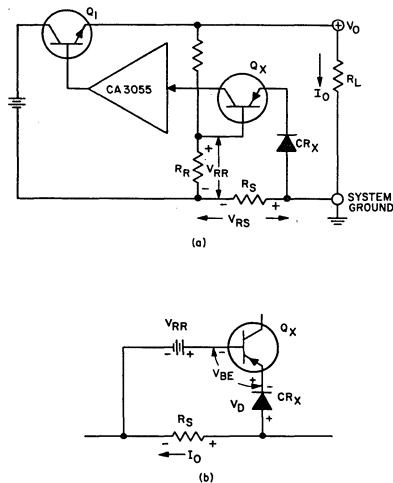 Q1
+ VO
CA3055
QX
IO
RL
CRX
+
RR
VRR
-
RS
- +
SYSTEM
GROUND
VRS
(a)
VRR
- +
QX
-
VBE
+ -
VD
CRX
+
RS
- +
IO
(b)